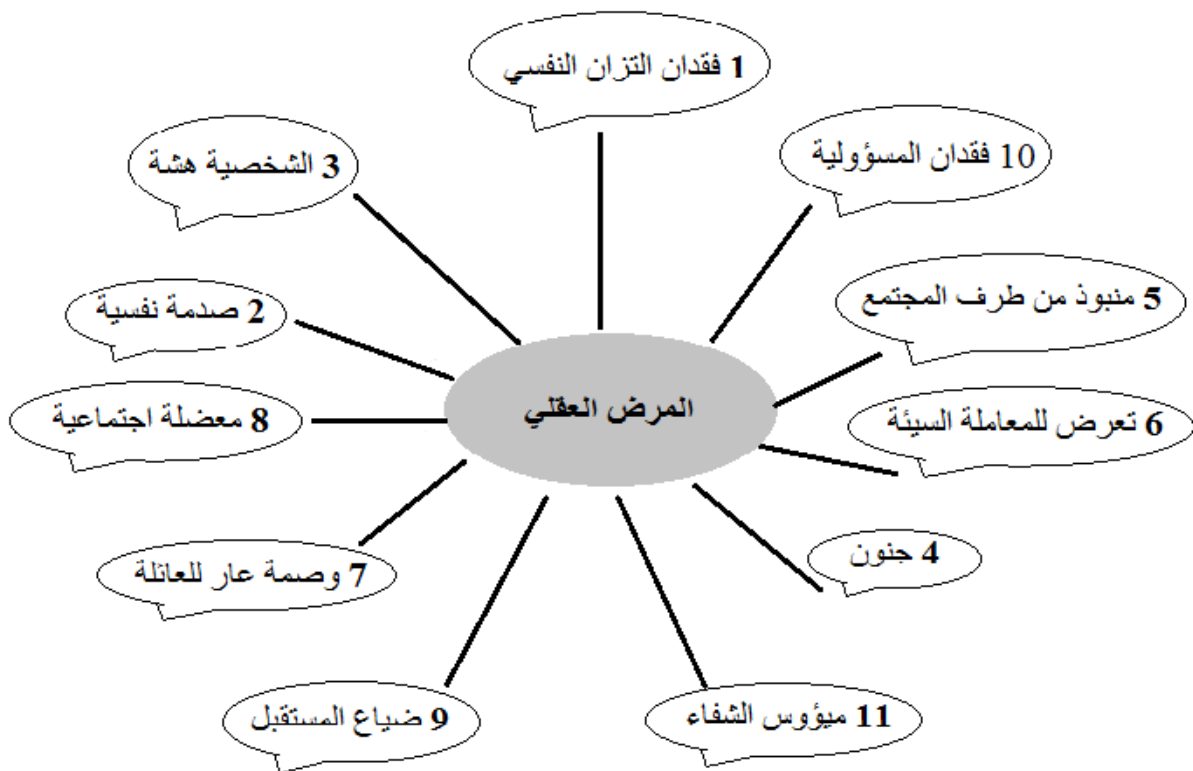 1 فقدان التزان النفسي
10 فقدان المسؤولية
3 الشخصية هشة
5 منبوذ من طرف المجتمع
2 صدمة نفسية
المرض العقلي
6 تعرض للمعاملة السيئة
8 معضلة اجتماعية
4 جنون
7 وصمة عار للعائلة
11 ميؤوس الشفاء
9 ضياع المستقبل